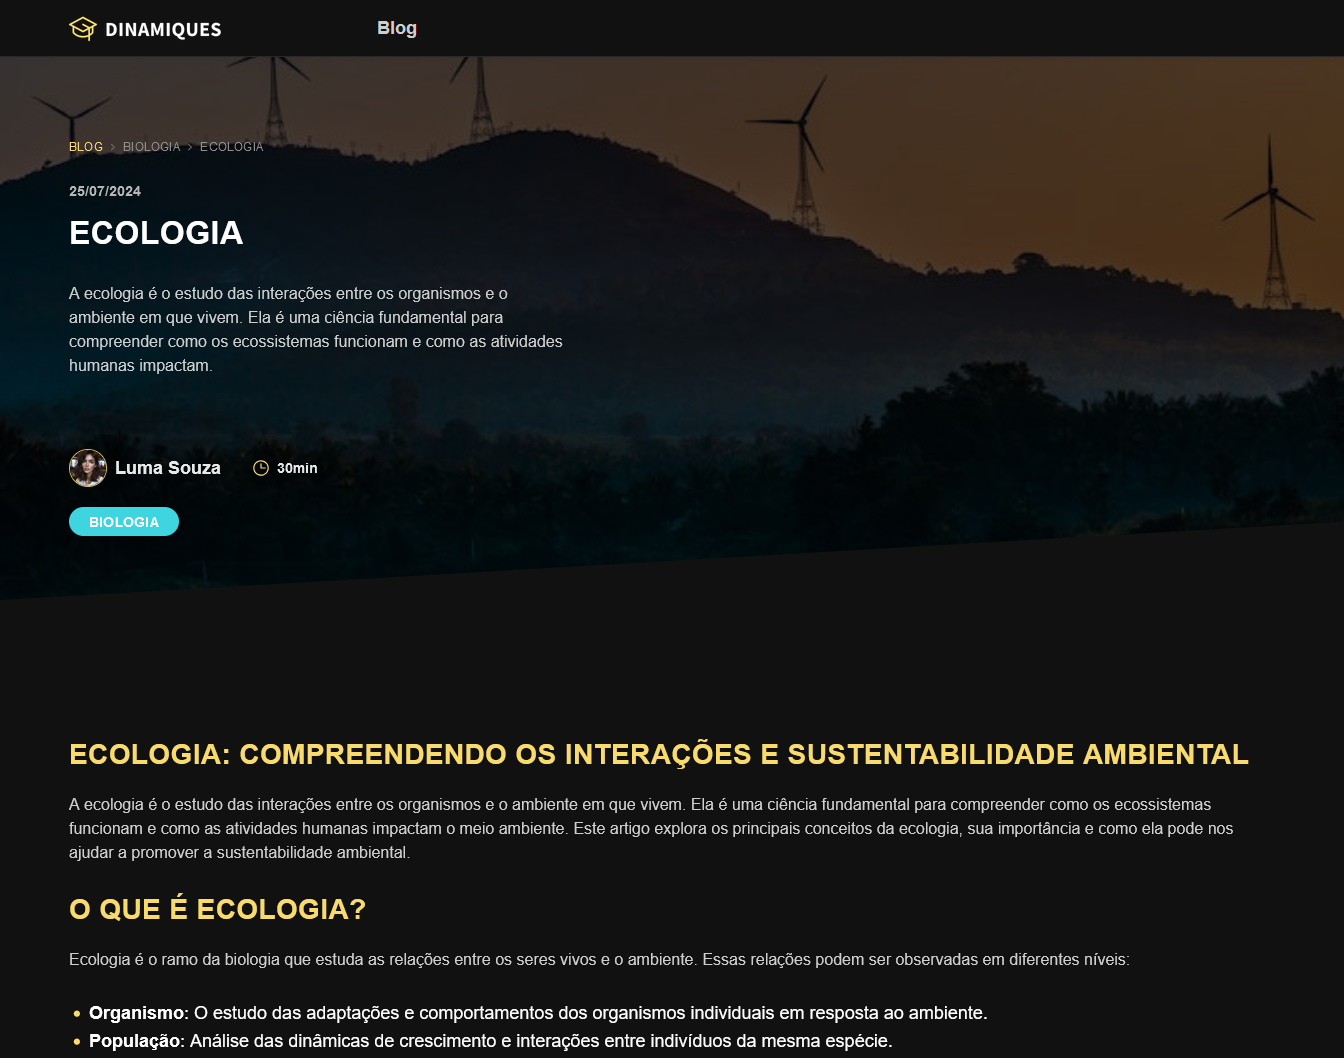 DINAMIQUES
Blog
BLOG > BIOLOGIA > ECOLOGIA
25/07/2024
ECOLOGIA
A ecologia é o estudo das interações entre os organismos e o
ambiente em que vivem. Ela é uma ciência fundamental para
compreender como os ecossistemas funcionam e como as atividades
humanas impactam.
Luma Souza
30min
BIOLOGIA
ECOLOGIA: COMPREENDENDO OS INTERAÇÕES E SUSTENTABILIDADE AMBIENTAL
A ecologia é o estudo das interações entre os organismos e o ambiente em que vivem. Ela é uma ciência fundamental para compreender como os ecossistemas
funcionam e como as atividades humanas impactam o meio ambiente. Este artigo explora os principais conceitos da ecologia, sua importância e como ela pode nos
ajudar a promover a sustentabilidade ambiental.
O QUE É ECOLOGIA?
Ecologia é o ramo da biologia que estuda as relações entre os seres vivos e o ambiente. Essas relações podem ser observadas em diferentes níveis:
• Organismo: O estudo das adaptações e comportamentos dos organismos individuais em resposta ao ambiente.
• População: Análise das dinâmicas de crescimento e interações entre indivíduos da mesma espécie.